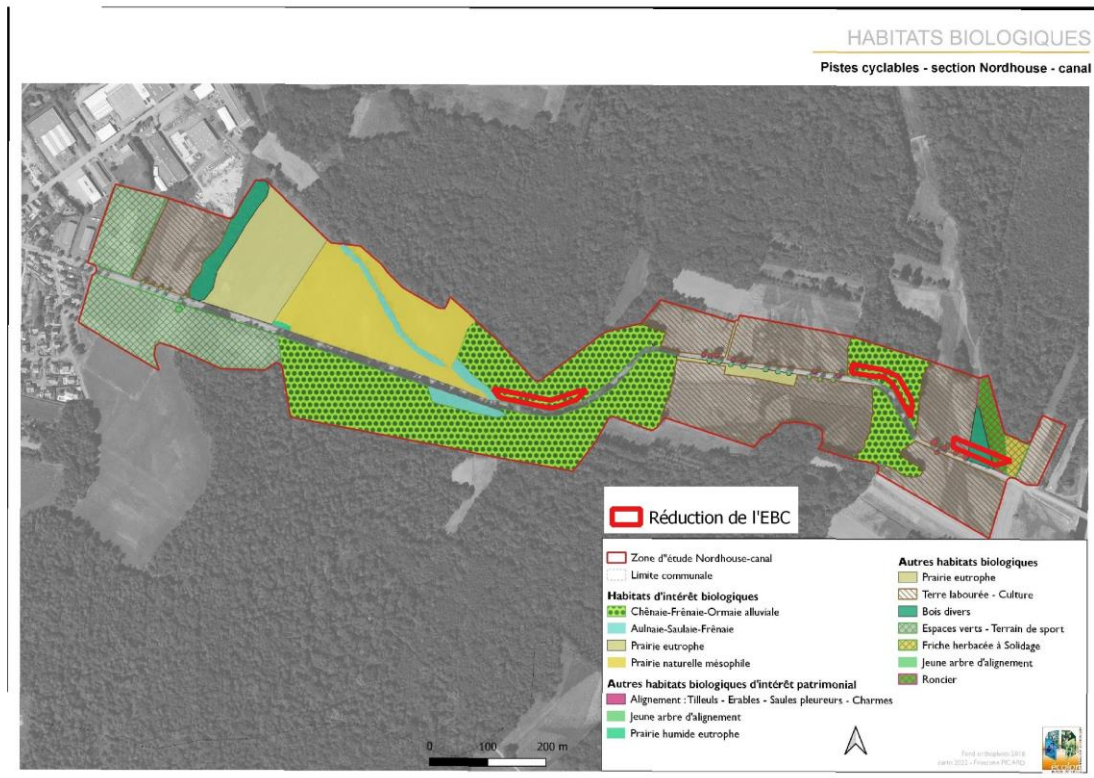 HABITATS BIOLOGIQUES
Pistes cyclables - section Nordhouse - canal
Réduction de l'EBC
Zone d"étude Nordhouse-canal
Limite communale
Habitats d'intérêt biologiques
Chênaie-Frênaie-Ormaie alluviale
Aulnaie-Saulaie-Frênaie
Prairie eutrophe
Prairie naturelle mésophile
Autres habitats biologiques d'intérêt patrimonial
Alignement : Tilleuls - Erables - Saules pleureurs - Charmes
Jeune arbre d'alignement
Prairie humide eutrophe
Autres habitats biologiques
Prairie eutrophe
Terre labourée - Culture
Bois divers
Espaces verts - Terrain de sport
Friche herbacée à Solidage
Jeune arbre d'alignement
Roncier
0 100 200 m